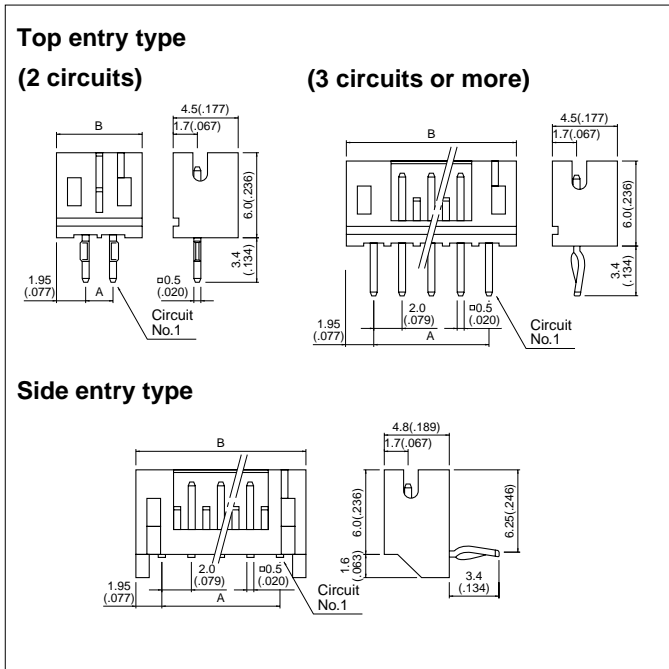 Top entry type
(2 circuits)
(3 circuits or more)
4.5(.177)
1.7(.067)
B
6.0(.236)
3.4
(.134)
1.95
(.077)
A
□0.5
(.020)
Circuit
No.1
4.5(.177)
1.7(.067)
B
6.0(.236)
3.4
(.134)
2.0
(.079)
□0.5
(.020)
1.95
(.077)
A
Circuit
No.1
Side entry type
B
4.8(.189)
1.7(.067)
6.0(.236)
1.6
(.063)
6.25(.246)
3.4
(.134)
2.0
(.079)
□0.5
(.020)
1.95
(.077)
A
Circuit
No.1